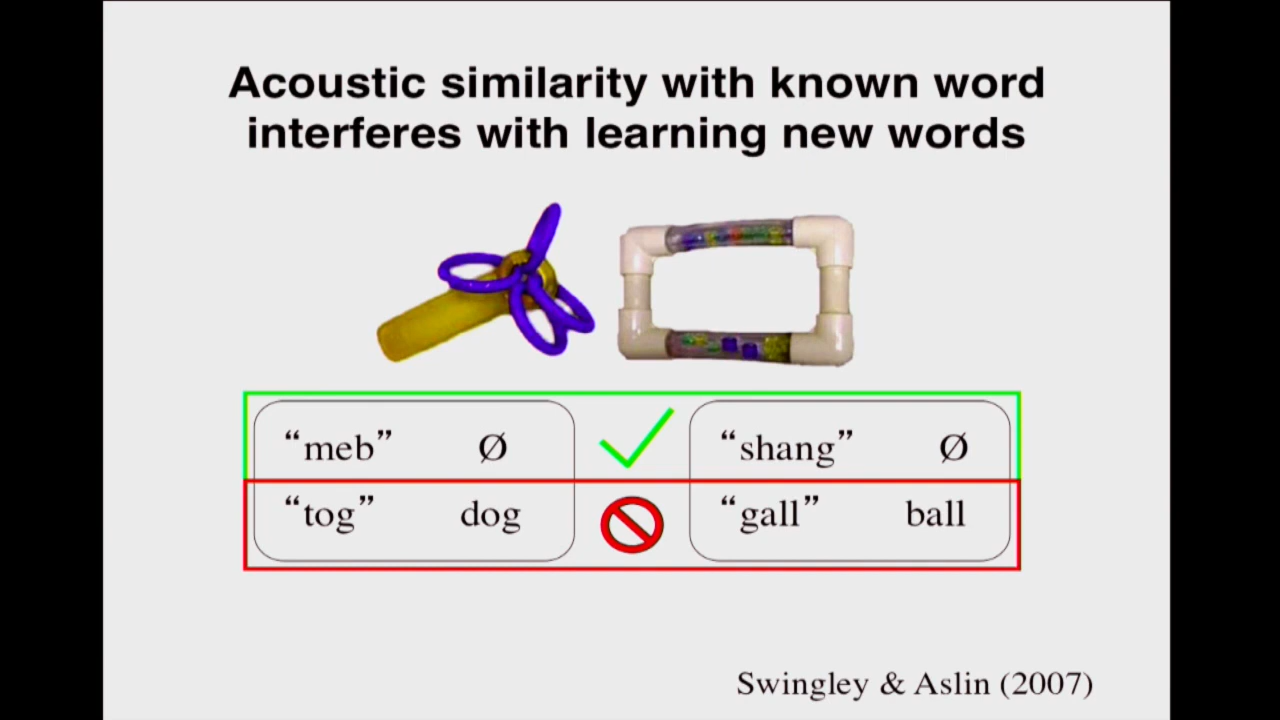 Acoustic similarity with known word
interferes with learning new words
“meb” Ø “shang” Ø
“tog” dog “gall” ball
Swingley & Aslin (2007)